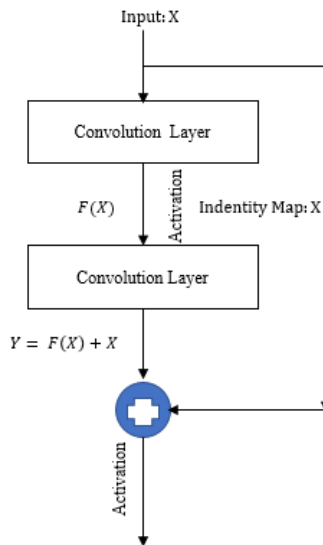 Input: X
Convolution Layer
F(X)
Activation
Indentity Map: X
Convolution Layer
Y = F(X) + X
Activation